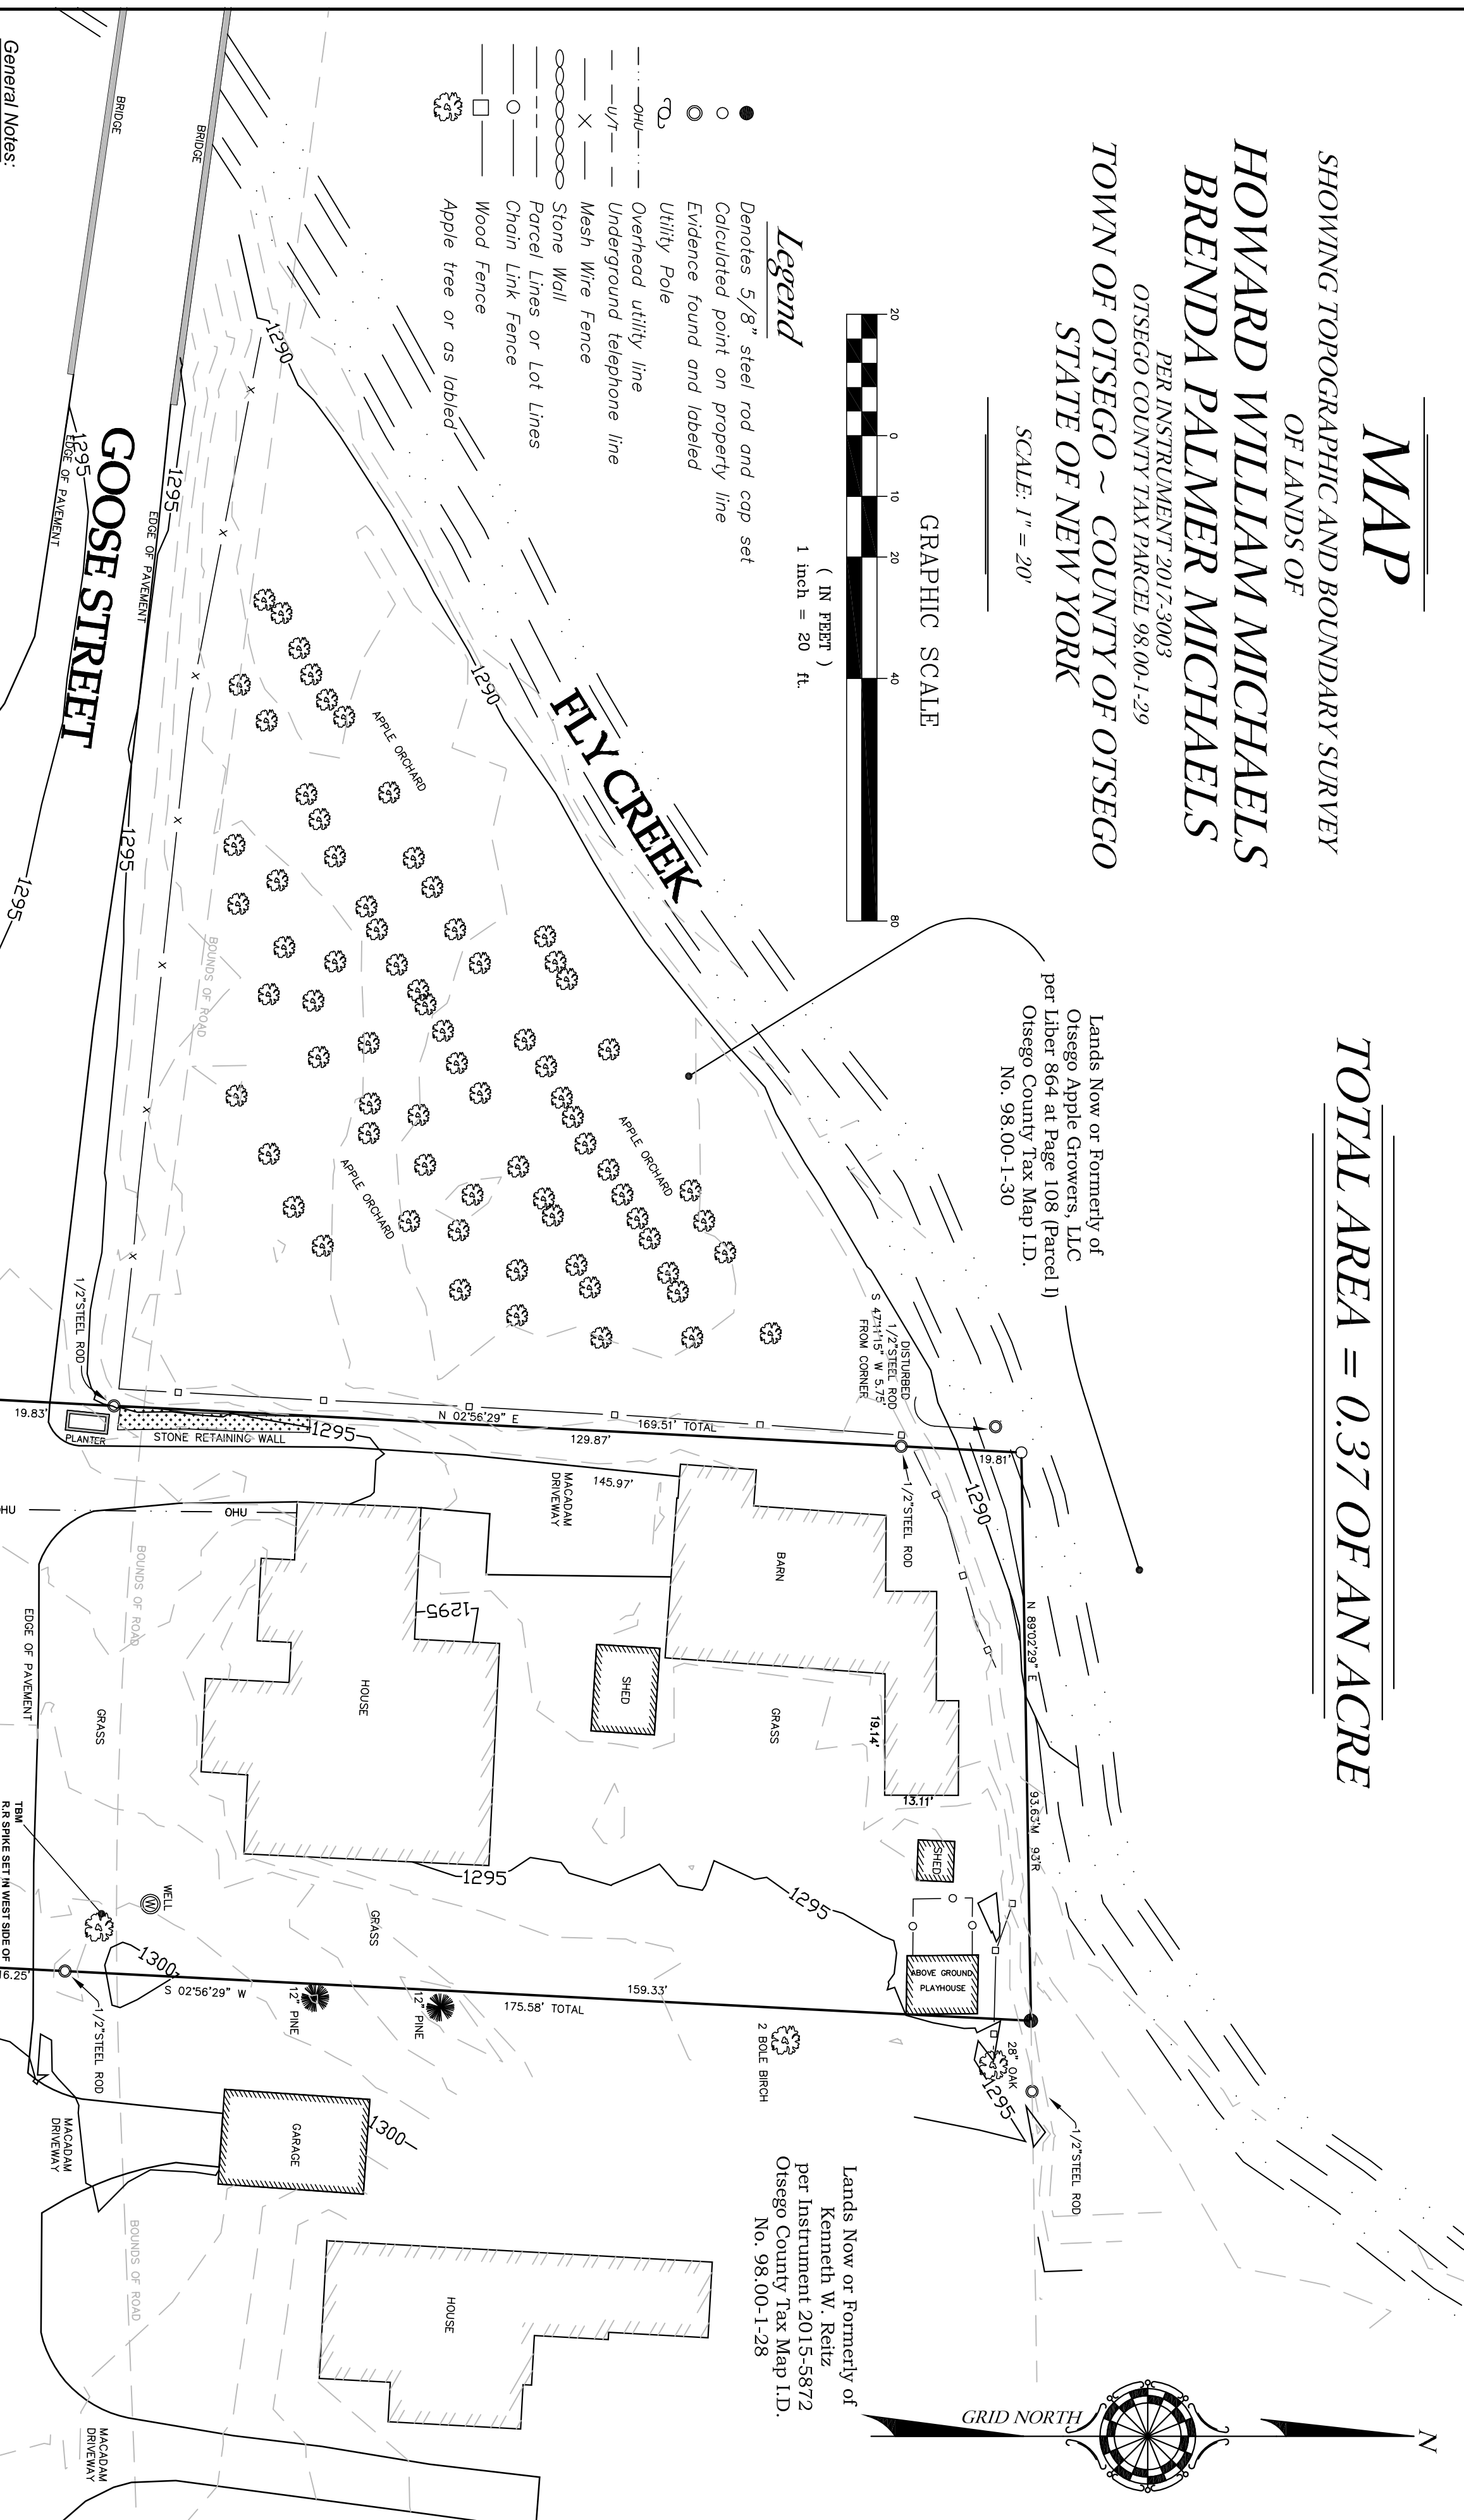 MAP
SHOWING TOPOGRAPHIC AND BOUNDARY SURVEY
OF LANDS OF
HOWARD WILLIAM MICHAELS
BRENDA PALMER MICHAELS
PER INSTRUMENT 2017-3003
OTSEGO COUNTY TAX PARCEL 98.00-1-29
TOWN OF OTSEGO ~ COUNTY OF OTSEGO
STATE OF NEW YORK
SCALE: 1" = 20'
TOTAL AREA = 0.37 OF AN ACRE
GRAPHIC SCALE
20
0
10
20
40
80
( IN FEET )
1 inch = 20 ft.
Legend
Denotes 5/8" steel rod and cap set
Calculated point on property line
Evidence found and labeled
Utility Pole
OHU
Overhead utility line
U/T
Underground telephone line
X
Mesh Wire Fence
Stone Wall
Parcel Lines or Lot Lines
Chain Link Fence
Wood Fence
Apple tree or as labled
Lands Now or Formerly of
Otsego Apple Growers, LLC
per Liber 864 at Page 108 (Parcel I)
Otsego County Tax Map I.D.
No. 98.00-1-30
Lands Now or Formerly of
Kenneth W. Reitz
per Instrument 2015-5872
Otsego County Tax Map I.D.
No. 98.00-1-28
N
GRID NORTH
FLY CREEK
1290
1290
1290
APPLE ORCHARD
APPLE ORCHARD
APPLE ORCHARD
DISTURBED
1/2"STEEL ROD
S 47°11'15" W 5.75'
FROM CORNER
1/2"STEEL ROD
19.81'
N 89°02'29" E
93.63'M 93'R
N 02°56'29" E
169.51' TOTAL
129.87'
145.97'
19.83'
1/2"STEEL ROD
PLANTER
STONE RETAINING WALL
1295
MACADAM
DRIVEWAY
BARN
SHED
GRASS
19.14'
13.11'
SHED
ABOVE GROUND
PLAYHOUSE
28" OAK
1295
1/2"STEEL ROD
2 BOLE BIRCH
1295
1295
1295
HOUSE
GRASS
GRASS
12" PINE
12" PINE
159.33'
175.58' TOTAL
S 02°56'29" W
16.25'
1300
WELL
W
TBM
R.R SPIKE SET IN WEST SIDE OF
1/2"STEEL ROD
OHU
OHU
BOUNDS OF ROAD
BOUNDS OF ROAD
BOUNDS OF ROAD
EDGE OF PAVEMENT
EDGE OF PAVEMENT
EDGE OF PAVEMENT
GARAGE
1300
HOUSE
MACADAM
DRIVEWAY
MACADAM
DRIVEWAY
BRIDGE
BRIDGE
GOOSE STREET
1295
1295
1295
1295
General Notes: